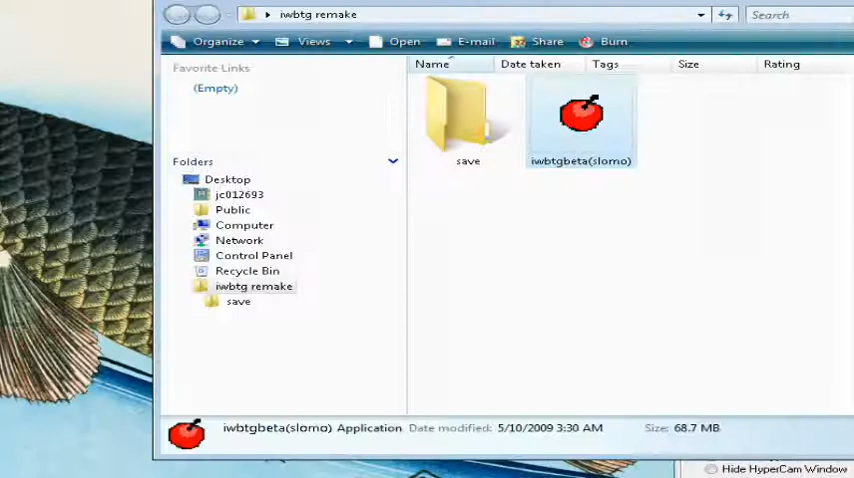 iwbtg remake
Search
Organize Views Open E-mail Share Burn
Favorite Links
(Empty)
Folders
Desktop
jc012693
Public
Computer
Network
Control Panel
Recycle Bin
iwbtg remake
save
Name Date taken Tags Size Rating
save
iwbtgbeta(slomo)
iwbtgbeta(slomo) Application Date modified: 5/10/2009 3:30 AM Size: 68.7 MB
Hide HyperCam Window